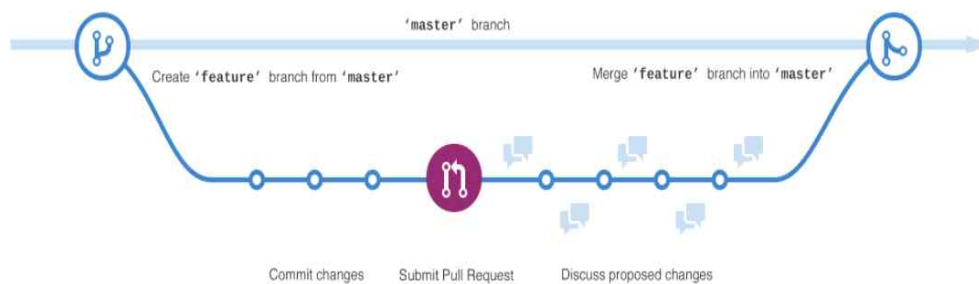 ‘master’ branch
Create ‘feature’ branch from ‘master’
Merge ‘feature’ branch into ‘master’
Commit changes
Submit Pull Request
Discuss proposed changes